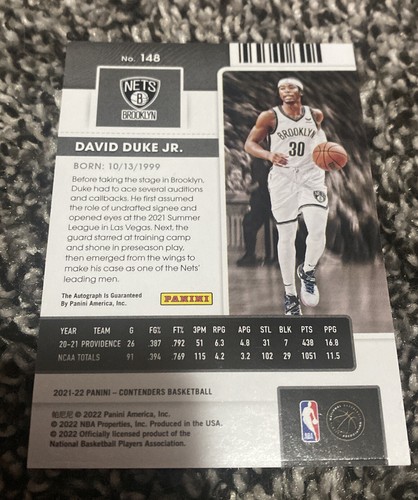 No. 148
NETS
B
BROOKLYN
DAVID DUKE JR.
BORN: 10/13/1999
Before taking the stage in Brooklyn,
Duke had to ace several auditions
and callbacks. He first assumed
the role of undrafted signee and
opened eyes at the 2021 Summer
League in Las Vegas. Next, the
guard starred at training camp
and shone in preseason play,
then emerged from the wings to
make his case as one of the Nets'
leading men.
The Autograph Is Guaranteed
By Panini America, Inc.
PANINI
BROOKLYN
30
YEAR TEAM G FG% FT% 3PM RPG APG STL BLK PTS PPG
20-21 PROVIDENCE 26 .387 .792 51 6.3 4.8 31 7 438 16.8
NCAA TOTALS 91 .394 .769 115 4.2 3.2 102 29 1051 11.5
2021-22 PANINI – CONTENDERS BASKETBALL
帕尼尼 © 2022 Panini America, Inc.
© 2022 NBA Properties, Inc. Produced in the USA.
© 2022 Officially licensed product of the
National Basketball Players Association.
NBA